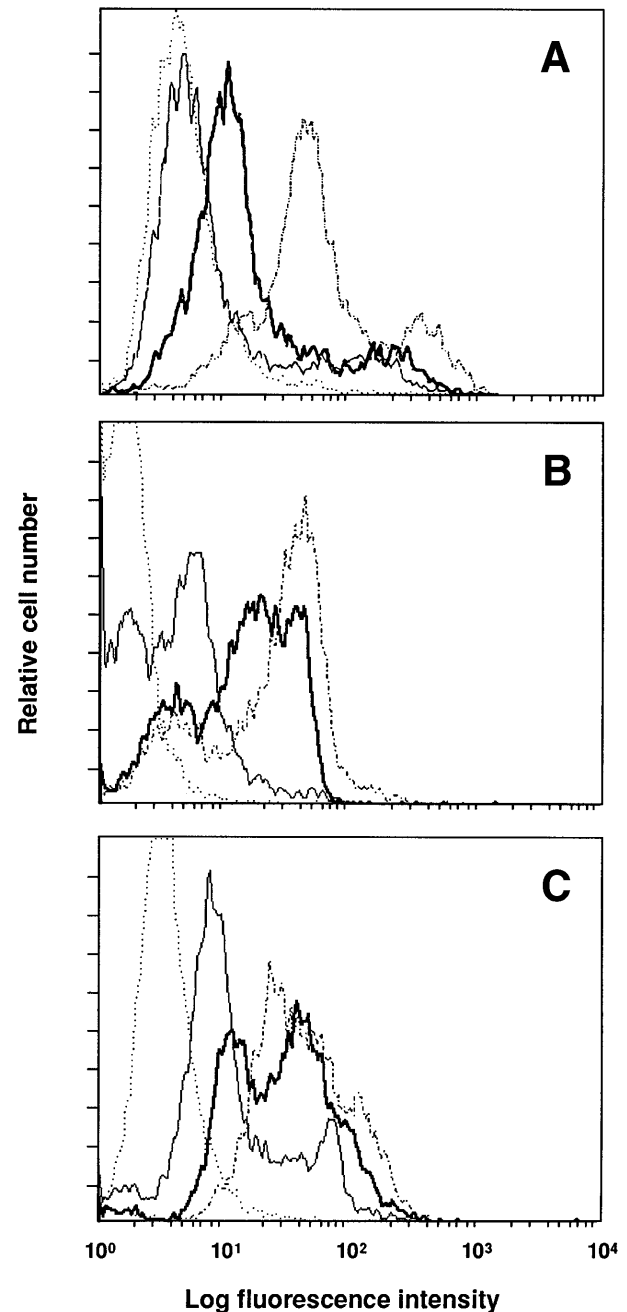 A
B
C
Relative cell number
10⁰ 10¹ 10² 10³ 10⁴
Log fluorescence intensity